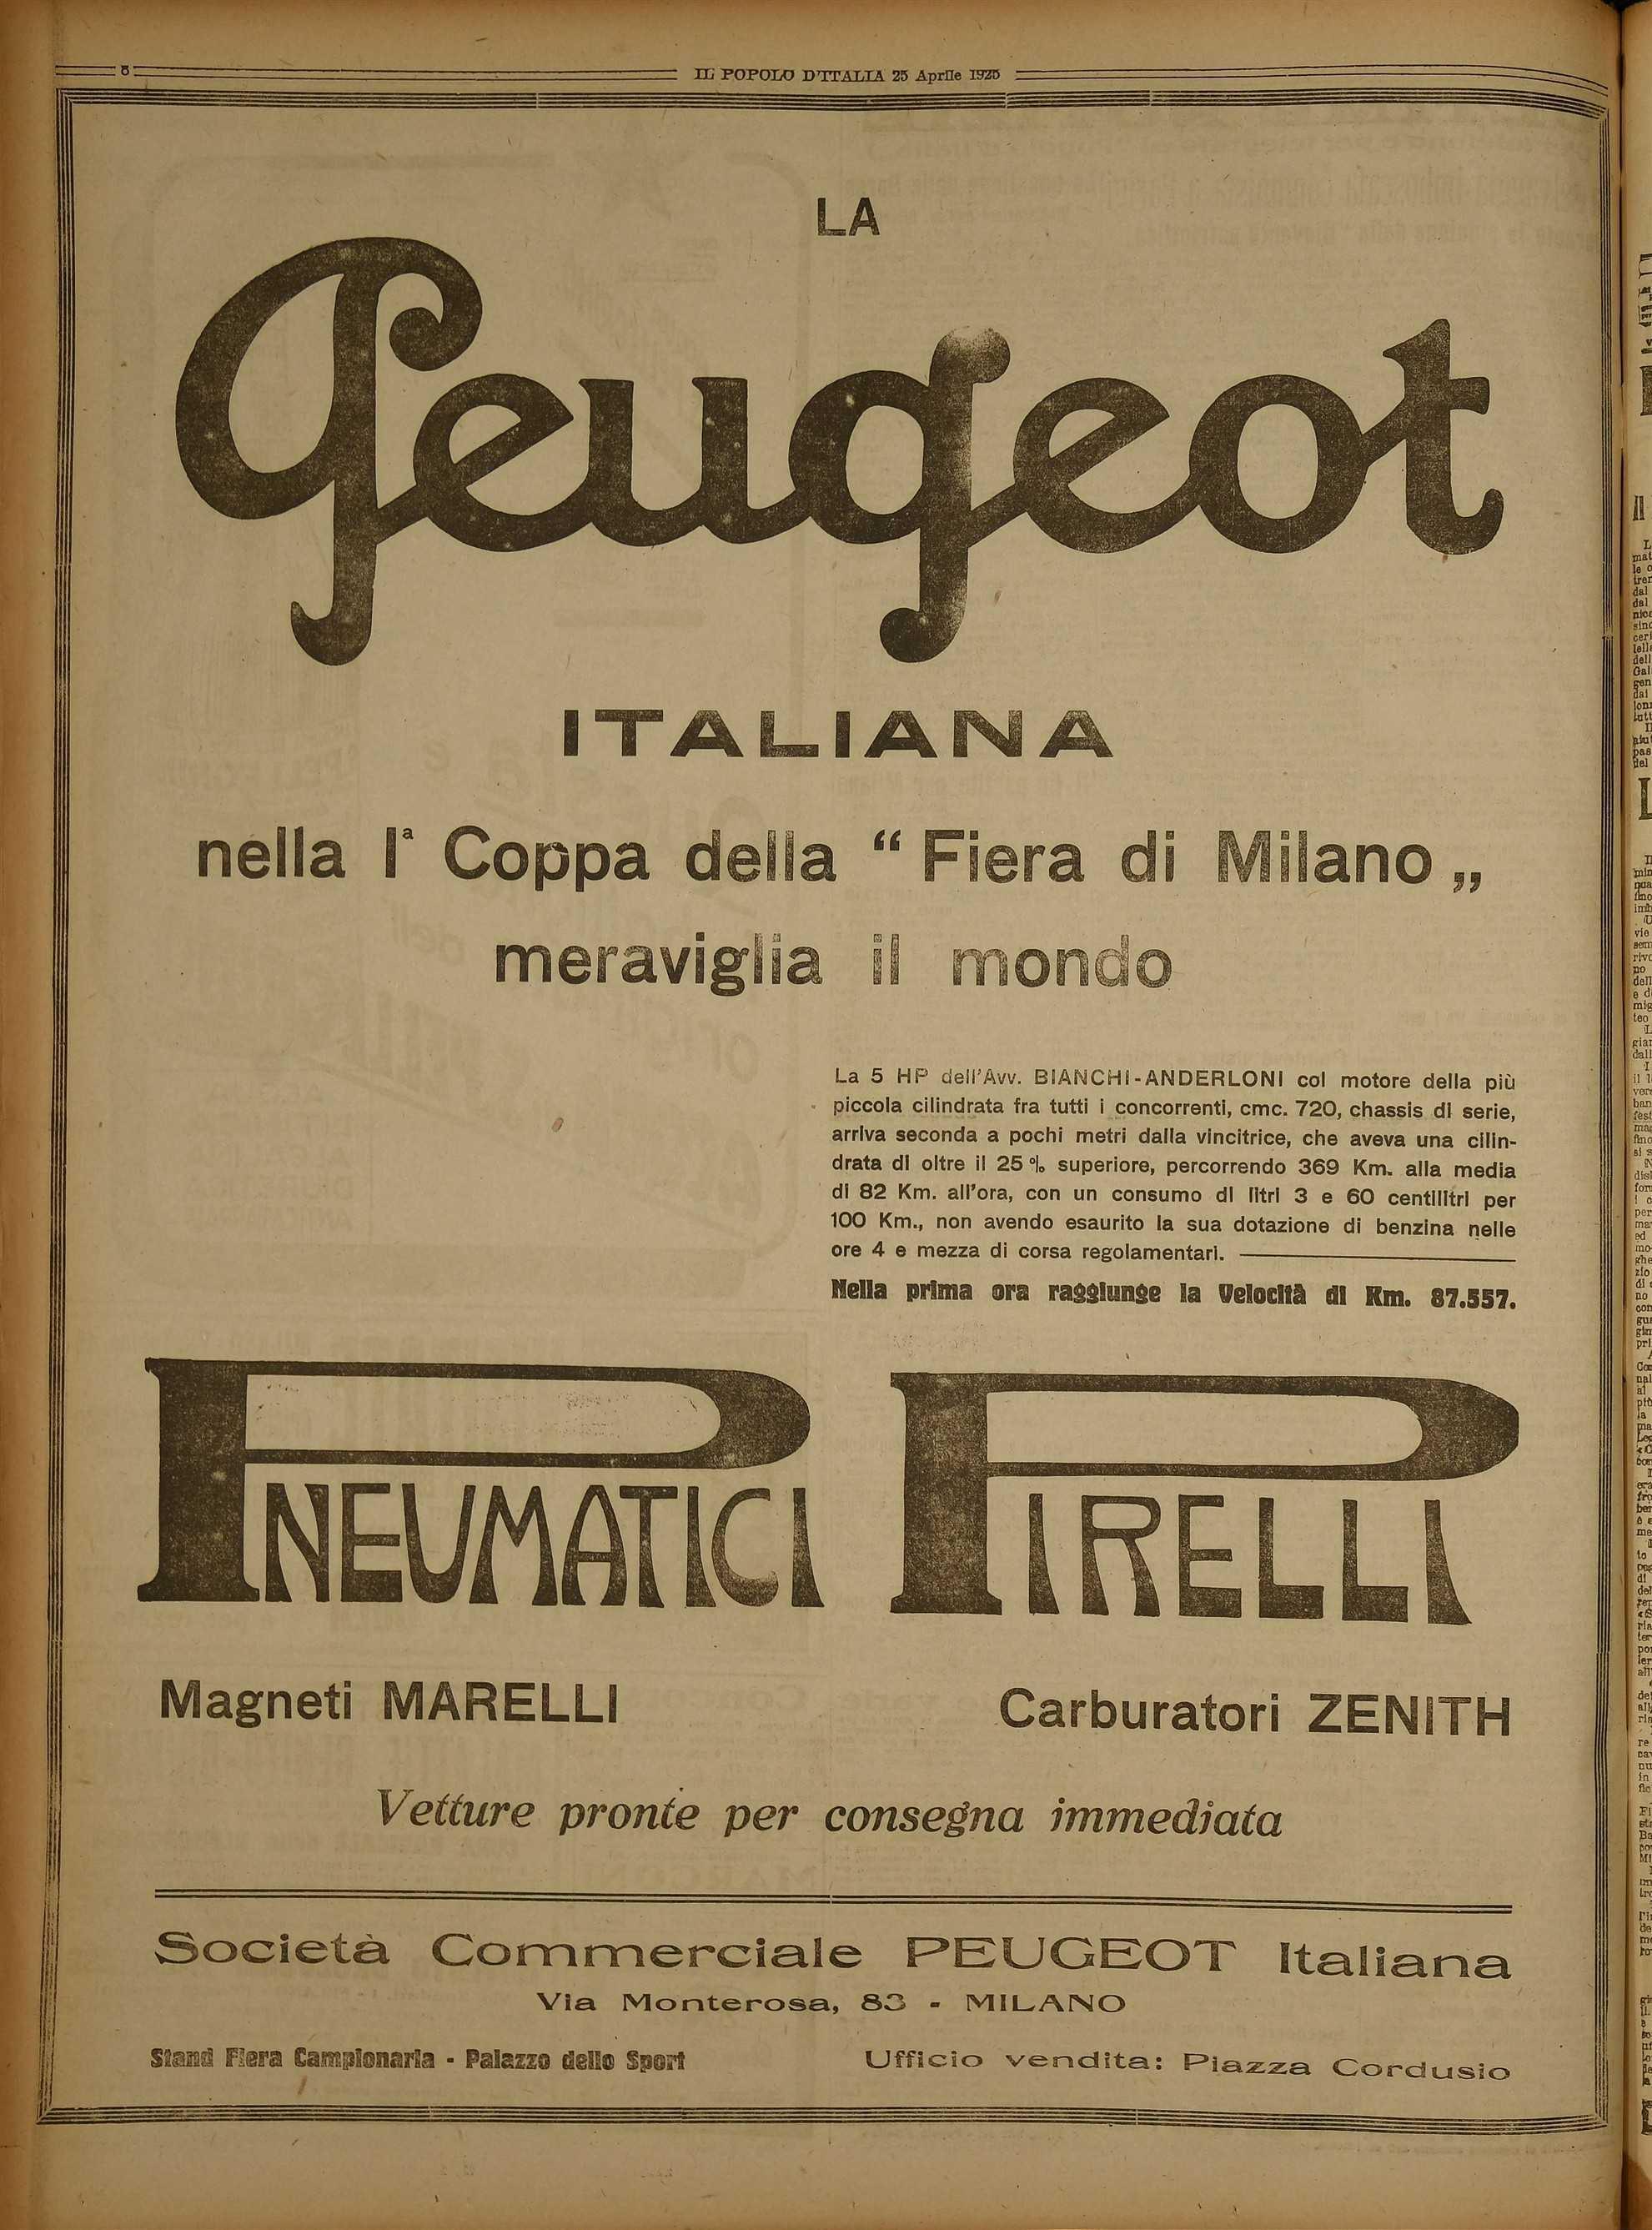 8
IL POPOLO D'ITALIA 25 Aprile 1925
LA
Peugeot
ITALIANA
nella Iª Coppa della “ Fiera di Milano „
meraviglia il mondo
La 5 HP dell'Avv. BIANCHI-ANDERLONI col motore della più
piccola cilindrata fra tutti i concorrenti, cmc. 720, chassis di serie,
arriva seconda a pochi metri dalla vincitrice, che aveva una cilin-
drata di oltre il 25 % superiore, percorrendo 369 Km. alla media
di 82 Km. all'ora, con un consumo di litri 3 e 60 centilitri per
100 Km., non avendo esaurito la sua dotazione di benzina nelle
ore 4 e mezza di corsa regolamentari.
Nella prima ora raggiunge la Velocità di Km. 87.557.
PNEUMATICI PIRELLI
Magneti MARELLI Carburatori ZENITH
Vetture pronte per consegna immediata
Società Commerciale PEUGEOT Italiana
Via Monterosa, 83 - MILANO
Stand Fiera Campionaria - Palazzo dello Sport Ufficio vendita: Piazza Cordusio